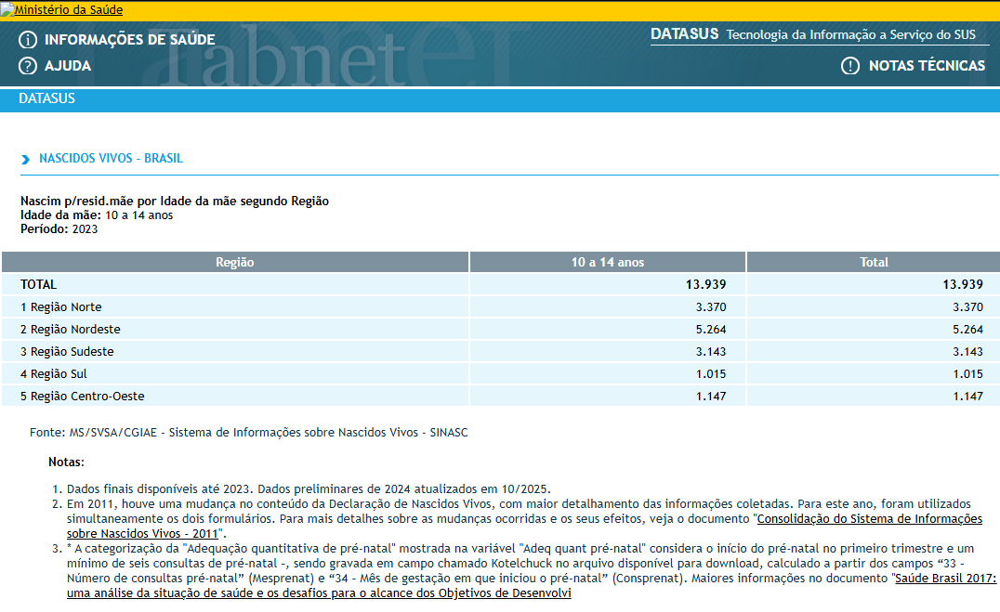 Ministério da Saúde
INFORMAÇÕES DE SAÚDE
DATASUS Tecnologia da Informação a Serviço do SUS
Tabnet
AJUDA
NOTAS TÉCNICAS
DATASUS
NASCIDOS VIVOS - BRASIL
Nascim p/resid.mãe por Idade da mãe segundo Região
Idade da mãe: 10 a 14 anos
Período: 2023
Região 10 a 14 anos Total
TOTAL 13.939 13.939
1 Região Norte 3.370 3.370
2 Região Nordeste 5.264 5.264
3 Região Sudeste 3.143 3.143
4 Região Sul 1.015 1.015
5 Região Centro-Oeste 1.147 1.147
Fonte: MS/SVSA/CGIAE - Sistema de Informações sobre Nascidos Vivos - SINASC
Notas:
1. Dados finais disponíveis até 2023. Dados preliminares de 2024 atualizados em 10/2025.
2. Em 2011, houve uma mudança no conteúdo da Declaração de Nascidos Vivos, com maior detalhamento das informações coletadas. Para este ano, foram utilizados
simultaneamente os dois formulários. Para mais detalhes sobre as mudanças ocorridas e os seus efeitos, veja o documento "Consolidação do Sistema de Informações
sobre Nascidos Vivos - 2011".
3. * A categorização da "Adequação quantitativa de pré-natal" mostrada na variável "Adeq quant pré-natal" considera o início do pré-natal no primeiro trimestre e um
mínimo de seis consultas de pré-natal -, sendo gravada em campo chamado Kotelchuck no arquivo disponível para download, calculado a partir dos campos “33 -
Número de consultas pré-natal” (Mesprenat) e “34 - Mês de gestação em que iniciou o pré-natal” (Consprenat). Maiores informações no documento "Saúde Brasil 2017:
uma análise da situação de saúde e os desafios para o alcance dos Objetivos de Desenvolvi